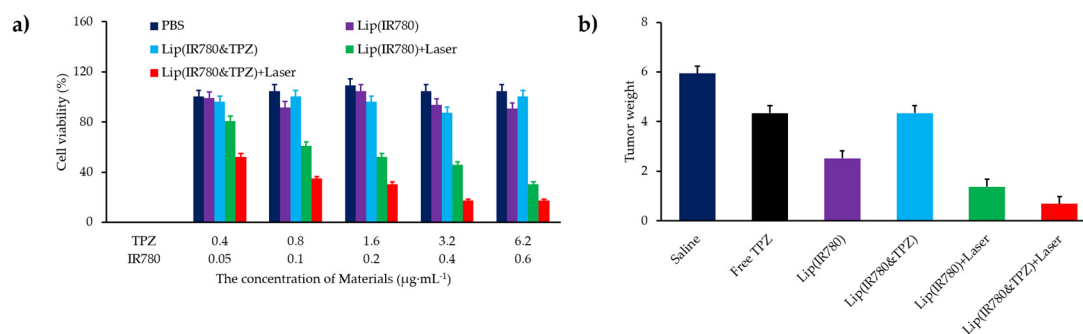 a)
160
120
80
40
0
Cell viability (%)
PBS
Lip(IR780)
Lip(IR780&TPZ)
Lip(IR780)+Laser
Lip(IR780&TPZ)+Laser
TPZ 0.4 0.8 1.6 3.2 6.2
IR780 0.05 0.1 0.2 0.4 0.6
The concentration of Materials (μg·mL⁻¹)
b)
8
6
4
2
0
Tumor weight
Saline
Free TPZ
Lip(IR780)
Lip(IR780&TPZ)
Lip(IR780)+Laser
Lip(IR780&TPZ)+Laser